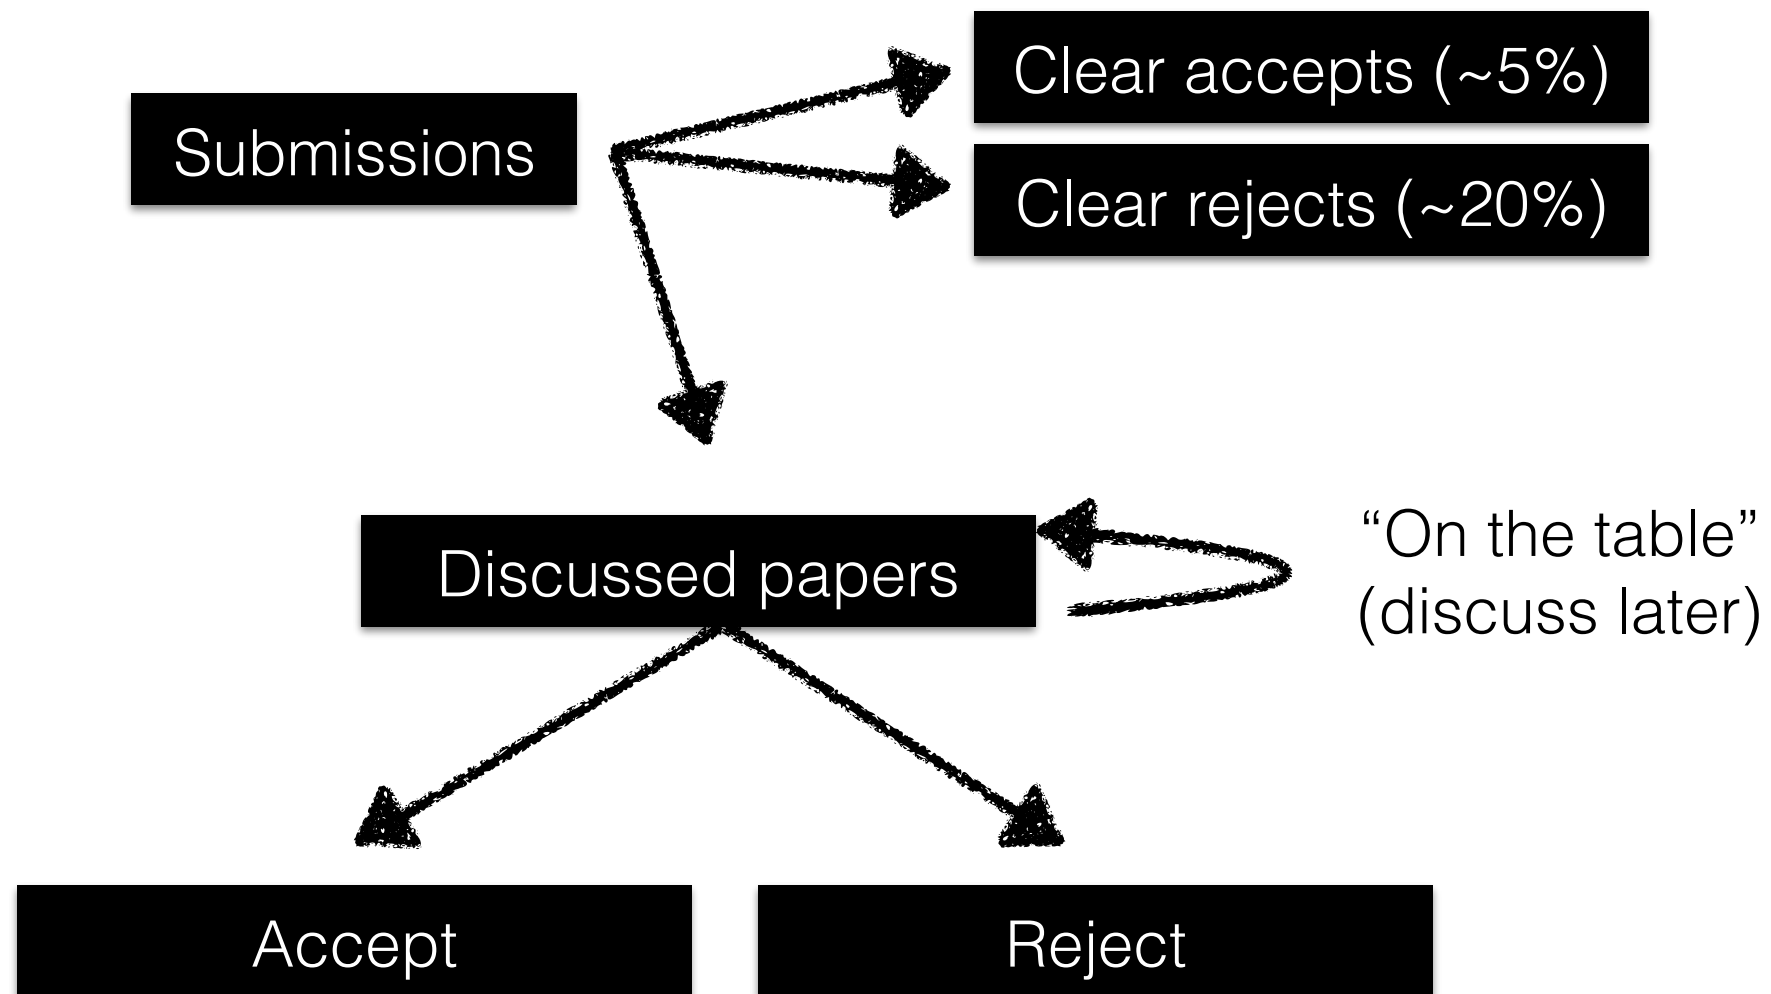 Submissions
Clear accepts (~5%)
Clear rejects (~20%)
Discussed papers
“On the table”
(discuss later)
Accept
Reject